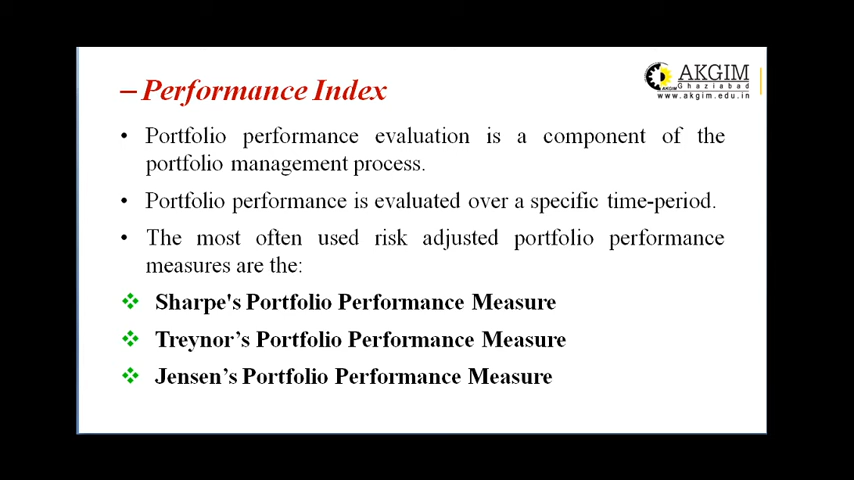 – Performance Index
AKGIM
Ghaziabad
AKGIM
www.akgim.edu.in
• Portfolio performance evaluation is a component of the
portfolio management process.
• Portfolio performance is evaluated over a specific time-period.
• The most often used risk adjusted portfolio performance
measures are the:
❖ Sharpe's Portfolio Performance Measure
❖ Treynor’s Portfolio Performance Measure
❖ Jensen’s Portfolio Performance Measure